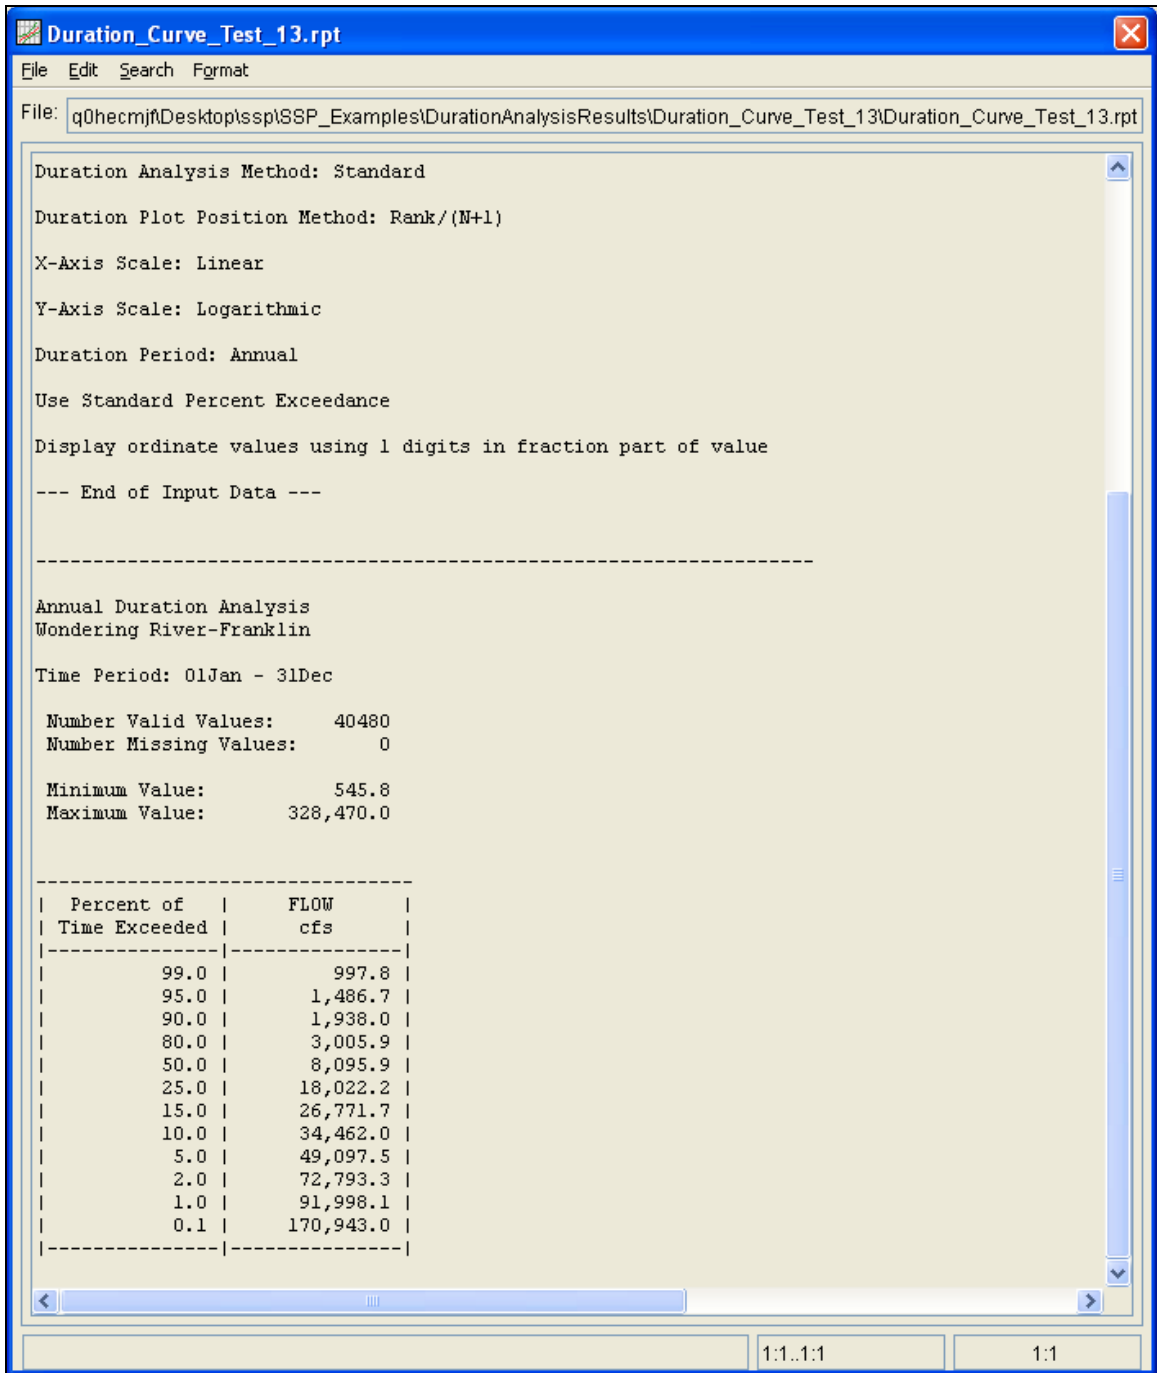 Duration_Curve_Test_13.rpt
File Edit Search Format
File: q0hecmjf\Desktop\ssp\SSP_Examples\DurationAnalysisResults\Duration_Curve_Test_13\Duration_Curve_Test_13.rpt
Duration Analysis Method: Standard
Duration Plot Position Method: Rank/(N+1)
X-Axis Scale: Linear
Y-Axis Scale: Logarithmic
Duration Period: Annual
Use Standard Percent Exceedance
Display ordinate values using 1 digits in fraction part of value
--- End of Input Data ---
--------------------------------------------------------------------
Annual Duration Analysis
Wondering River-Franklin
Time Period: 01Jan - 31Dec
Number Valid Values: 40480
Number Missing Values: 0
Minimum Value: 545.8
Maximum Value: 328,470.0
---------------------------------
| Percent of | FLOW |
| Time Exceeded | cfs |
|---------------|---------------|
| 99.0 | 997.8 |
| 95.0 | 1,486.7 |
| 90.0 | 1,938.0 |
| 80.0 | 3,005.9 |
| 50.0 | 8,095.9 |
| 25.0 | 18,022.2 |
| 15.0 | 26,771.7 |
| 10.0 | 34,462.0 |
| 5.0 | 49,097.5 |
| 2.0 | 72,793.3 |
| 1.0 | 91,998.1 |
| 0.1 | 170,943.0 |
|---------------|---------------|
1:1..1:1 1:1